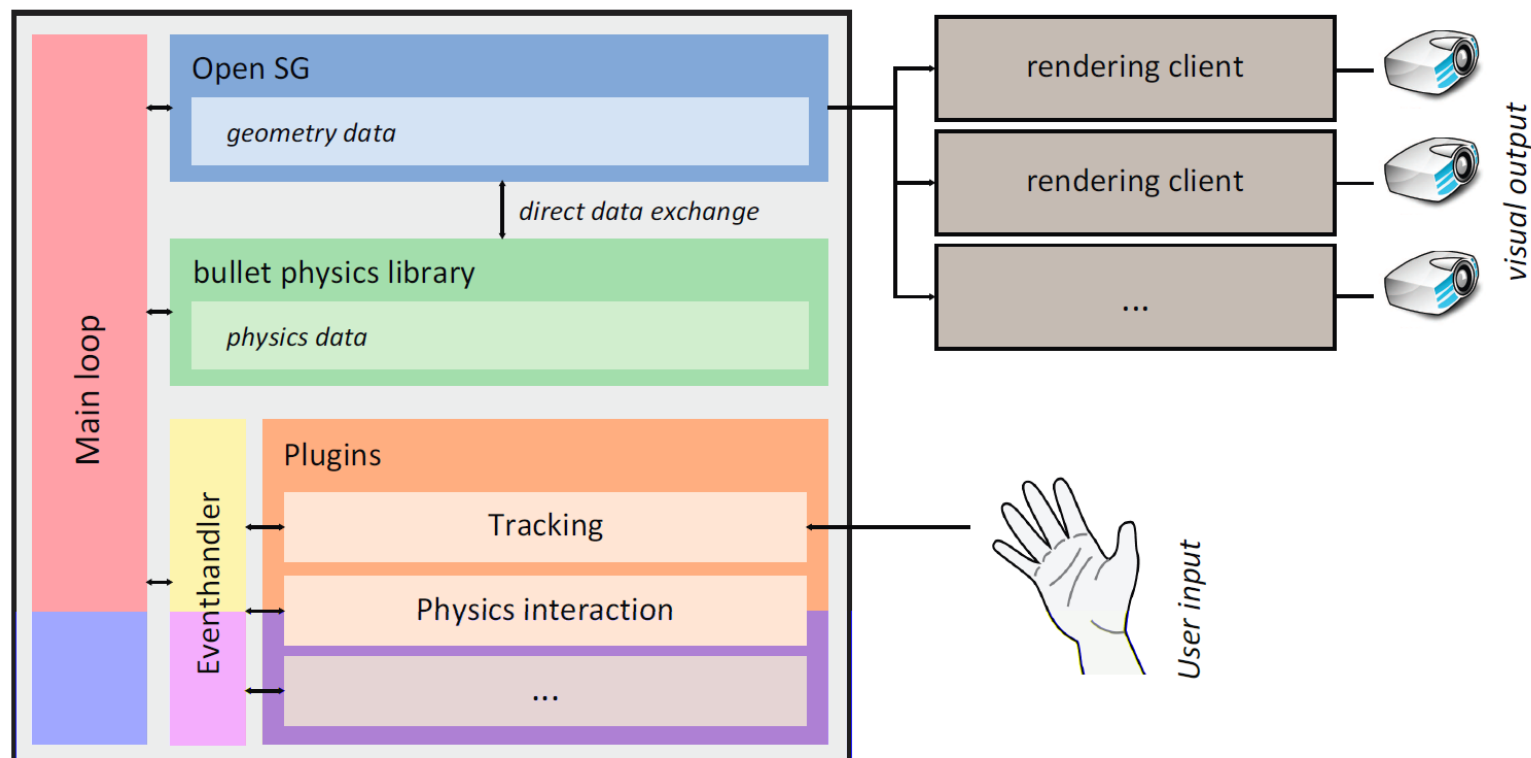 Main loop
Open SG
geometry data
direct data exchange
bullet physics library
physics data
Eventhandler
Plugins
Tracking
Physics interaction
...
rendering client
rendering client
...
visual output
User input